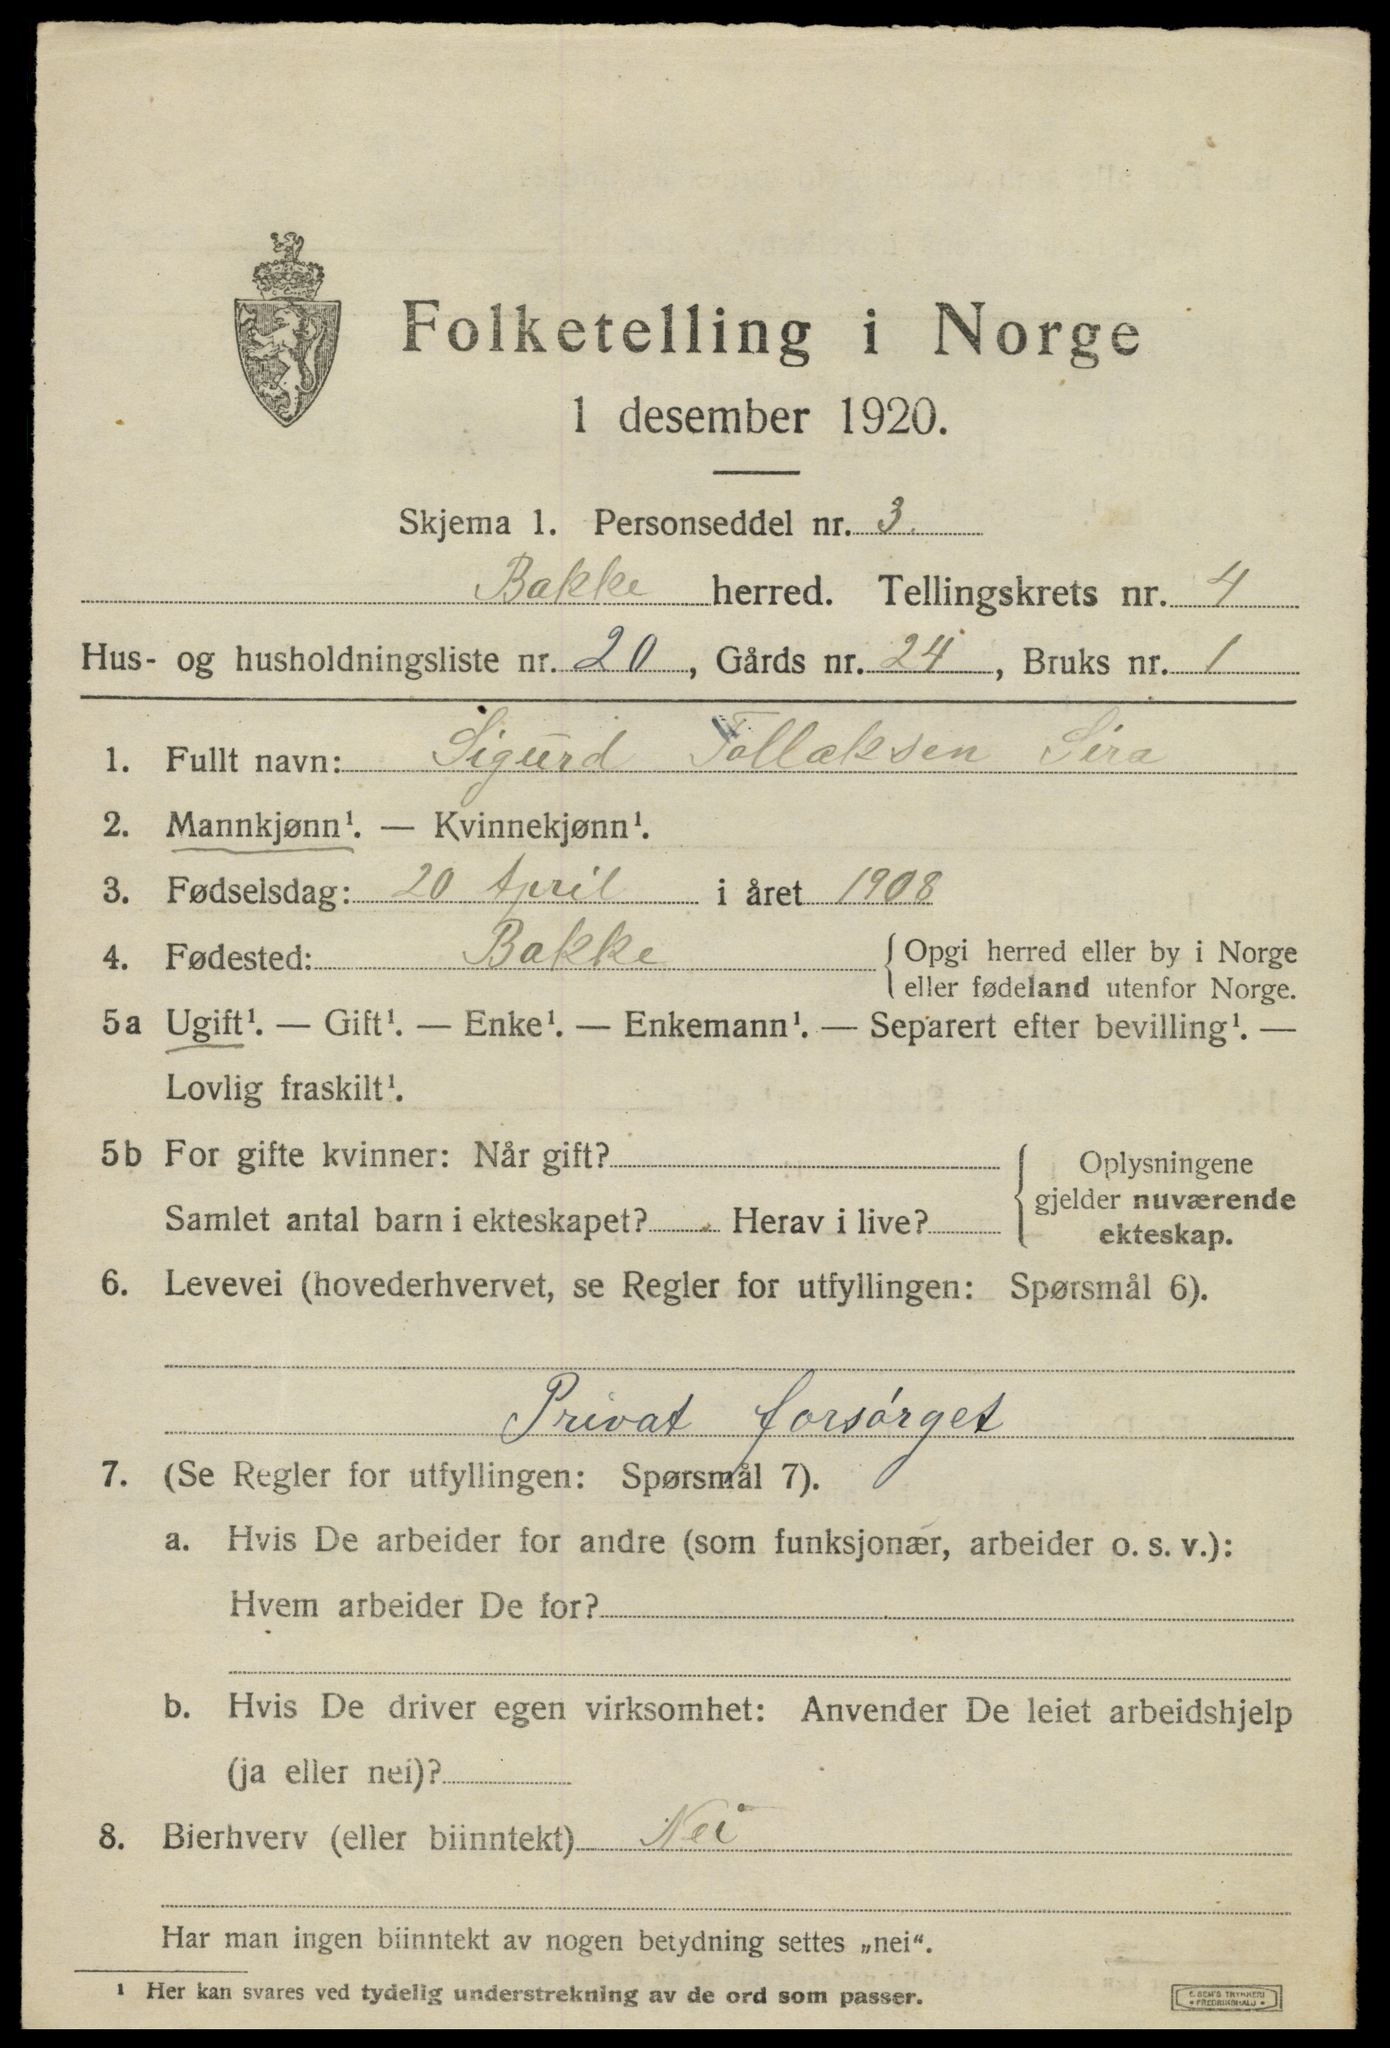 Folketelling i Norge
1 desember 1920.
Skjema 1. Personseddel nr. 3.
Bakke herred. Tellingskrets nr. 4
Hus- og husholdningsliste nr. 20, Gårds nr. 24, Bruks nr. 1
1. Fullt navn: Sigurd Tollaksen Sira
2. Mannkjønn¹. — Kvinnekjønn¹.
3. Fødselsdag: 20 April i året 1908
4. Fødested: Bakke { Opgi herred eller by i Norge
eller fødeland utenfor Norge.
5a Ugift¹. — Gift¹. — Enke¹. — Enkemann¹. — Separert efter bevilling¹. —
Lovlig fraskilt¹.
5b For gifte kvinner: Når gift? { Oplysningene
gjelder nuværende
Samlet antal barn i ekteskapet? Herav i live? ekteskap.
6. Levevei (hovederhvervet, se Regler for utfyllingen: Spørsmål 6).
Privat forsórget
7. (Se Regler for utfyllingen: Spørsmål 7).
a. Hvis De arbeider for andre (som funksjonær, arbeider o. s. v.):
Hvem arbeider De for?
b. Hvis De driver egen virksomhet: Anvender De leiet arbeidshjelp
(ja eller nei)?
8. Bierhverv (eller biinntekt) Nei
Har man ingen biinntekt av nogen betydning settes „nei“.
¹ Her kan svares ved tydelig understrekning av de ord som passer.
E. SEM'S TRYKKERI
• FREDRIKSHALD •